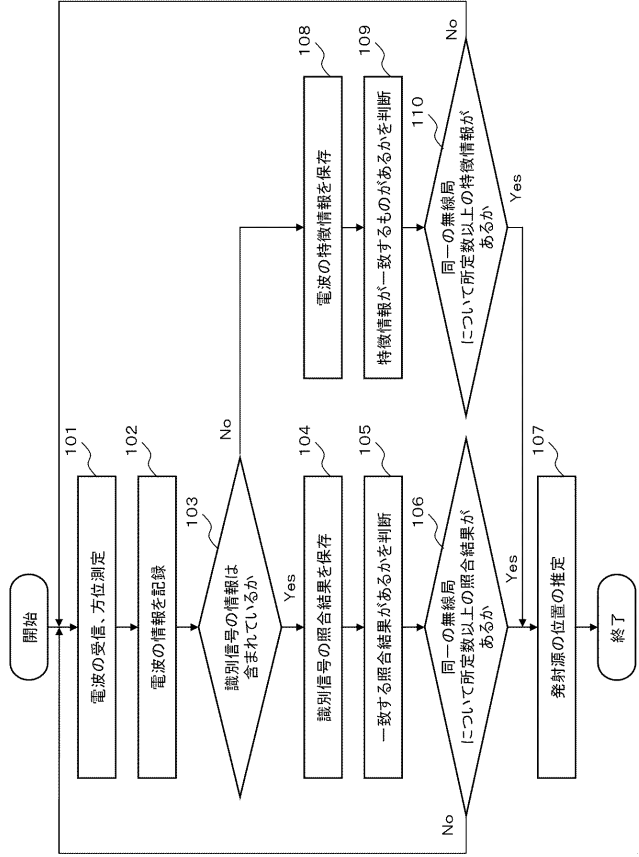 開始
101
電波の受信、方位測定
102
電波の情報を記録
103
識別信号の情報は
含まれているか
No
Yes
104
識別信号の照合結果を保存
105
一致する照合結果があるかを判断
106
同一の無線局
について所定数以上の照合結果が
あるか
No
Yes
108
電波の特徴情報を保存
109
特徴情報が一致するものがあるかを判断
110
同一の無線局
について所定数以上の特徴情報が
あるか
No
Yes
107
発射源の位置の推定
終了